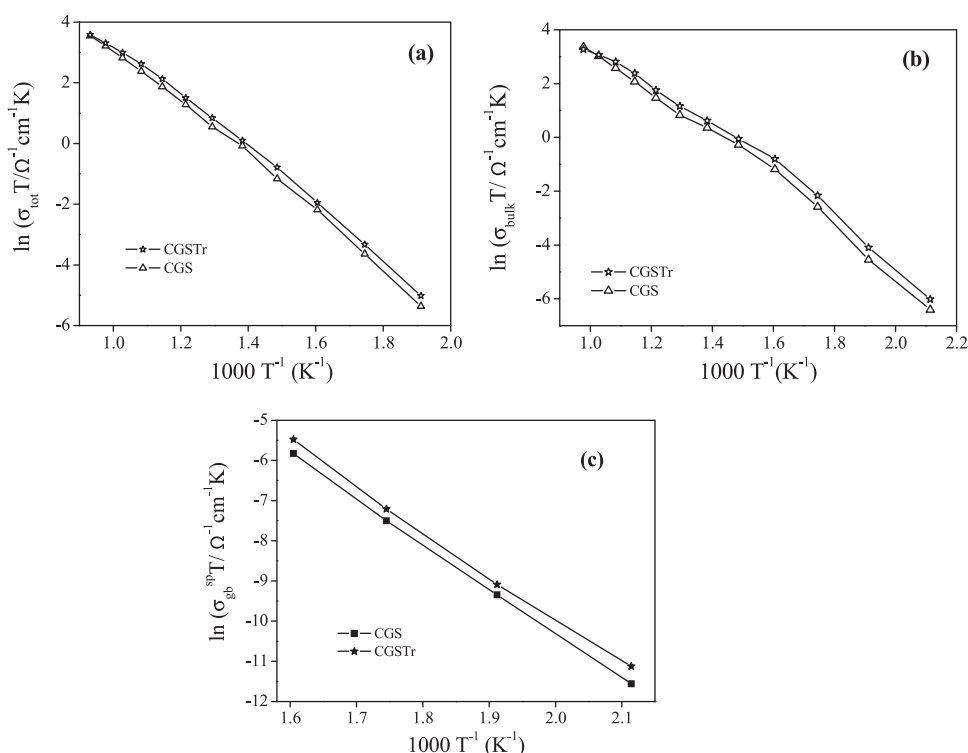 (a)
4
2
0
-2
-4
-6
ln (σtotT/Ω⁻¹cm⁻¹K)
CGSTr
CGS
1.0 1.2 1.4 1.6 1.8 2.0
1000 T⁻¹ (K⁻¹)
(b)
4
2
0
-2
-4
-6
ln (σbulkT/ Ω⁻¹cm⁻¹K)
CGSTr
CGS
1.0 1.2 1.4 1.6 1.8 2.0 2.2
1000 T⁻¹ (K⁻¹)
(c)
-5
-6
-7
-8
-9
-10
-11
-12
ln (σgbspT/ Ω⁻¹cm⁻¹K)
CGS
CGSTr
1.6 1.7 1.8 1.9 2.0 2.1
1000 T⁻¹ (K⁻¹)